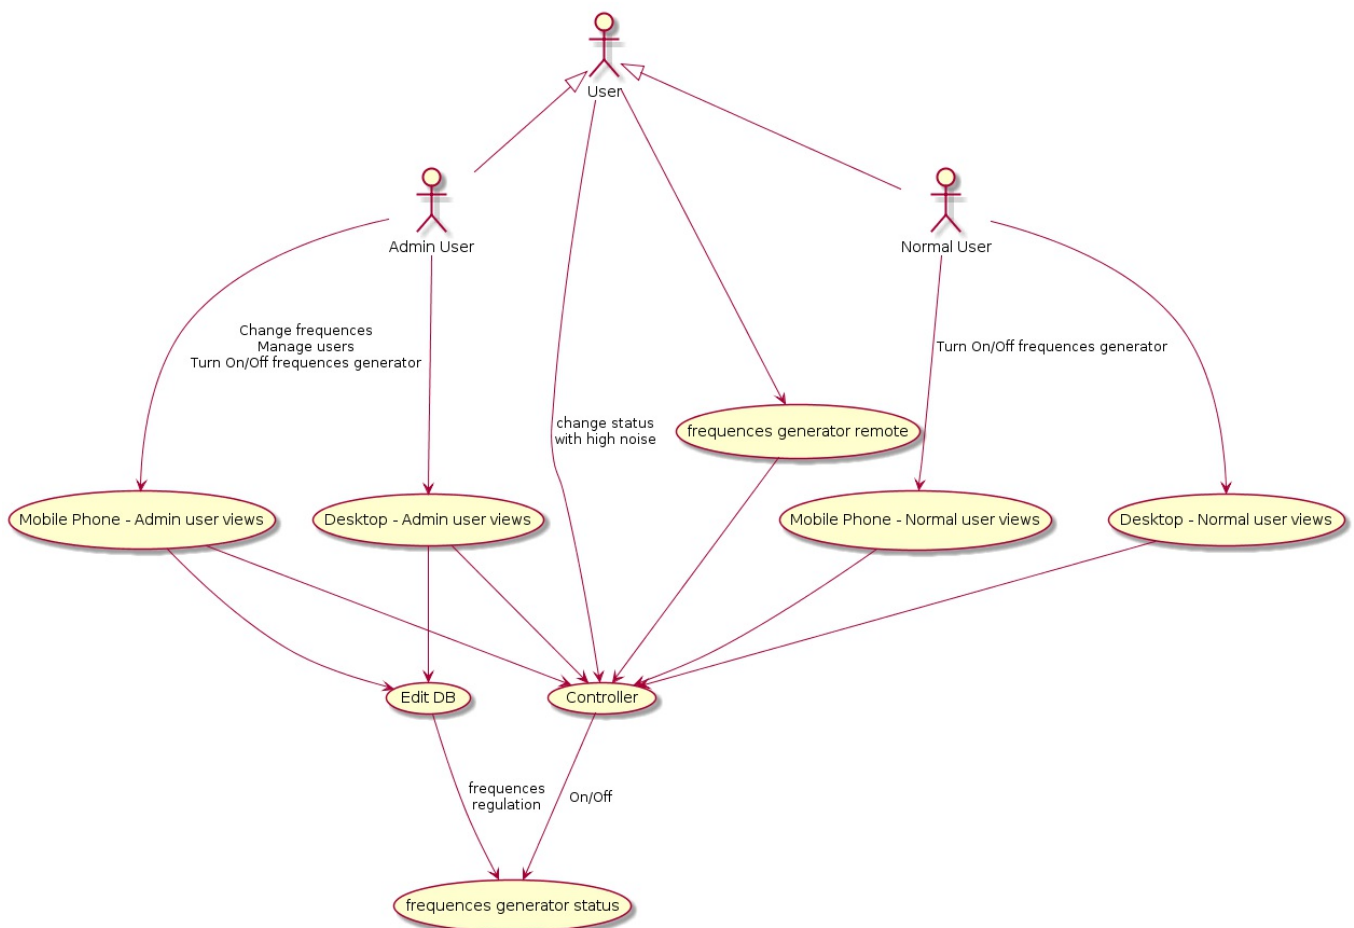 User
Admin User
Normal User
Change frequences
Manage users
Turn On/Off frequences generator
Turn On/Off frequences generator
change status
with high noise
frequences generator remote
Mobile Phone - Admin user views
Desktop - Admin user views
Mobile Phone - Normal user views
Desktop - Normal user views
Edit DB
Controller
frequences
regulation
On/Off
frequences generator status